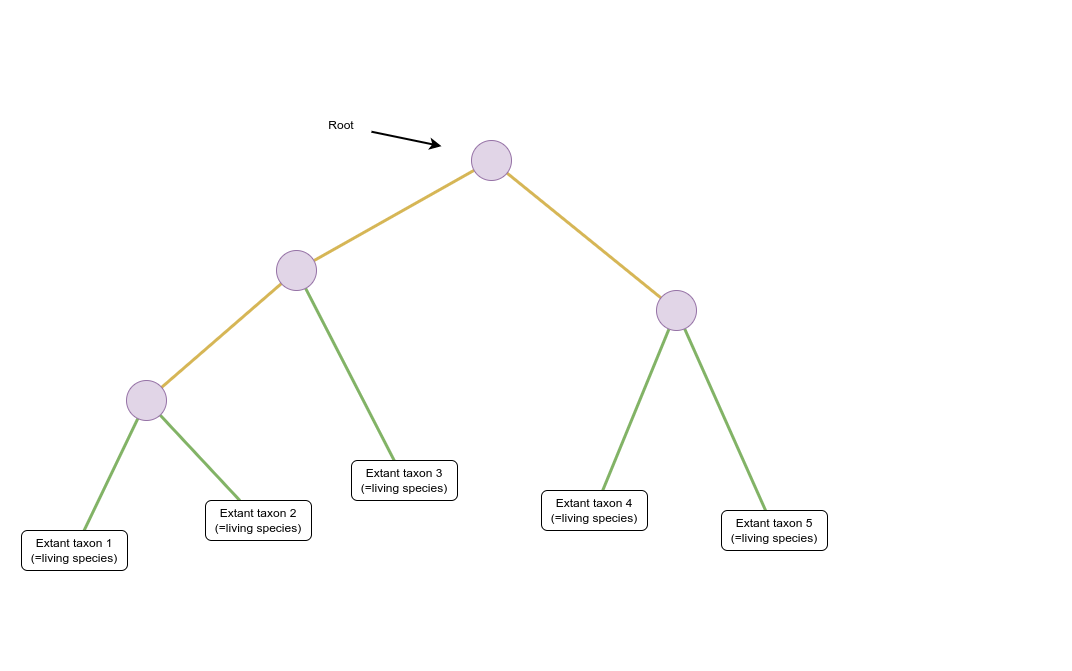 Root
Extant taxon 3
(=living species)
Extant taxon 4
(=living species)
Extant taxon 2
(=living species)
Extant taxon 5
(=living species)
Extant taxon 1
(=living species)